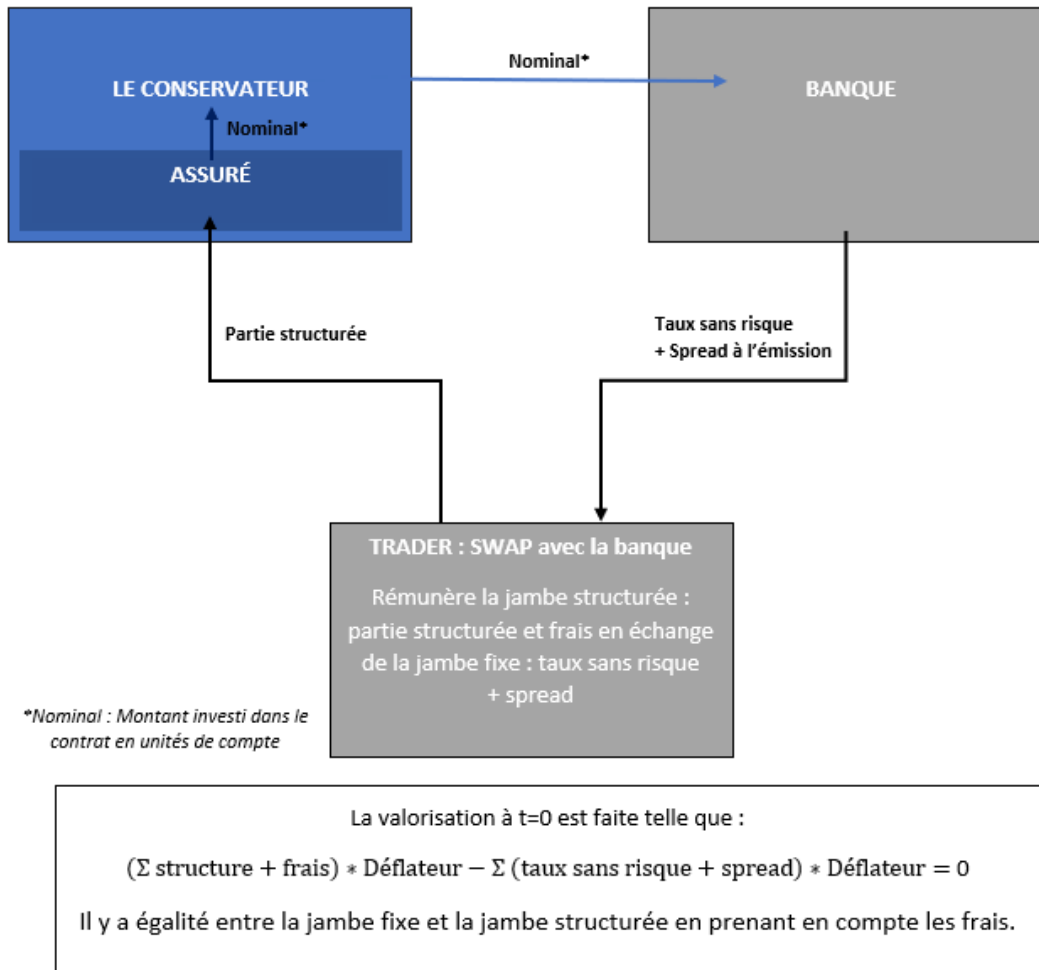 LE CONSERVATEUR
Nominal*
ASSURÉ
Nominal*
BANQUE
Partie structurée
Taux sans risque
+ Spread à l'émission
TRADER : SWAP avec la banque
Rémunère la jambe structurée :
partie structurée et frais en échange
de la jambe fixe : taux sans risque
+ spread
*Nominal : Montant investi dans le
contrat en unités de compte
La valorisation à t=0 est faite telle que :
(Σ structure + frais) * Déflateur − Σ (taux sans risque + spread) * Déflateur = 0
Il y a égalité entre la jambe fixe et la jambe structurée en prenant en compte les frais.